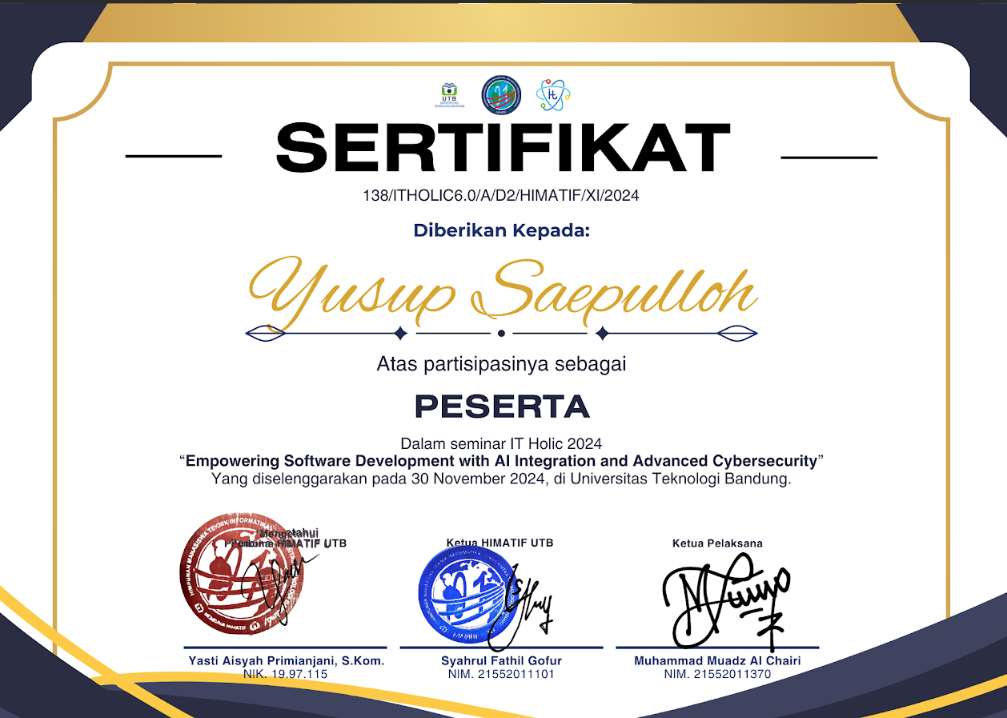 UTB
SERTIFIKAT
138/ITHOLIC6.0/A/D2/HIMATIF/XI/2024
Diberikan Kepada:
Yusup Saepulloh
Atas partisipasinya sebagai
PESERTA
Dalam seminar IT Holic 2024
“Empowering Software Development with AI Integration and Advanced Cybersecurity”
Yang diselenggarakan pada 30 November 2024, di Universitas Teknologi Bandung.
Mengetahui
Pembina HIMATIF UTB
Yasti Aisyah Primianjani, S.Kom.
NIK. 19.97.115
Ketua HIMATIF UTB
Syahrul Fathil Gofur
NIM. 21552011101
Ketua Pelaksana
Muhammad Muadz Al Chairi
NIM. 21552011370